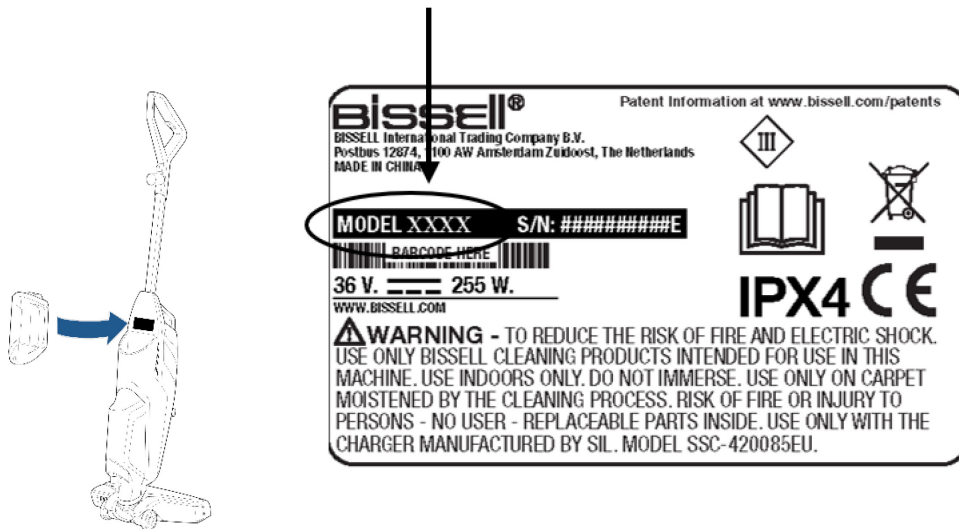 BISSELL®
Patent Information at www.bissell.com/patents
BISSELL International Trading Company B.V.
Postbus 12874, 1100 AW Amsterdam Zuidoost, The Netherlands
MADE IN CHINA
III
MODEL XXXX S/N: ##########E
BARCODE HERE
36 V. 255 W.
WWW.BISSELL.COM
IPX4 CE
WARNING - TO REDUCE THE RISK OF FIRE AND ELECTRIC SHOCK.
USE ONLY BISSELL CLEANING PRODUCTS INTENDED FOR USE IN THIS
MACHINE. USE INDOORS ONLY. DO NOT IMMERSE. USE ONLY ON CARPET
MOISTENED BY THE CLEANING PROCESS. RISK OF FIRE OR INJURY TO
PERSONS - NO USER - REPLACEABLE PARTS INSIDE. USE ONLY WITH THE
CHARGER MANUFACTURED BY SIL. MODEL SSC-420085EU.